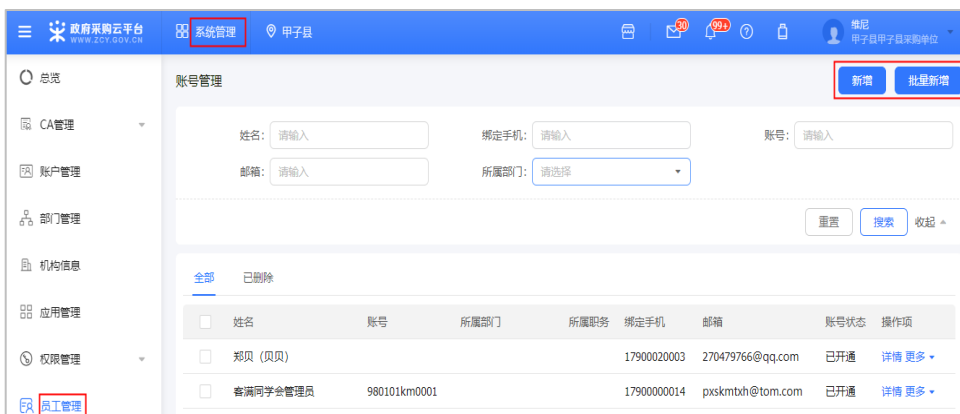 政府采购云平台 系统管理 甲子县 30 99+ 维尼
WWW.ZCY.GOV.CN 甲子县甲子县采购单位
总览
CA管理
账户管理
部门管理
机构信息
应用管理
权限管理
员工管理
账号管理 新增 批量新增
姓名: 请输入 绑定手机: 请输入 账号: 请输入
邮箱: 请输入 所属部门: 请选择
重置 搜索 收起
全部 已删除
姓名 账号 所属部门 所属职务 绑定手机 邮箱 账号状态 操作项
郑贝（贝贝） 17900020003 270479766@qq.com 已开通 详情 更多
客满同学会管理员 980101km0001 17900000014 pxskmtxh@tom.com 已开通 详情 更多